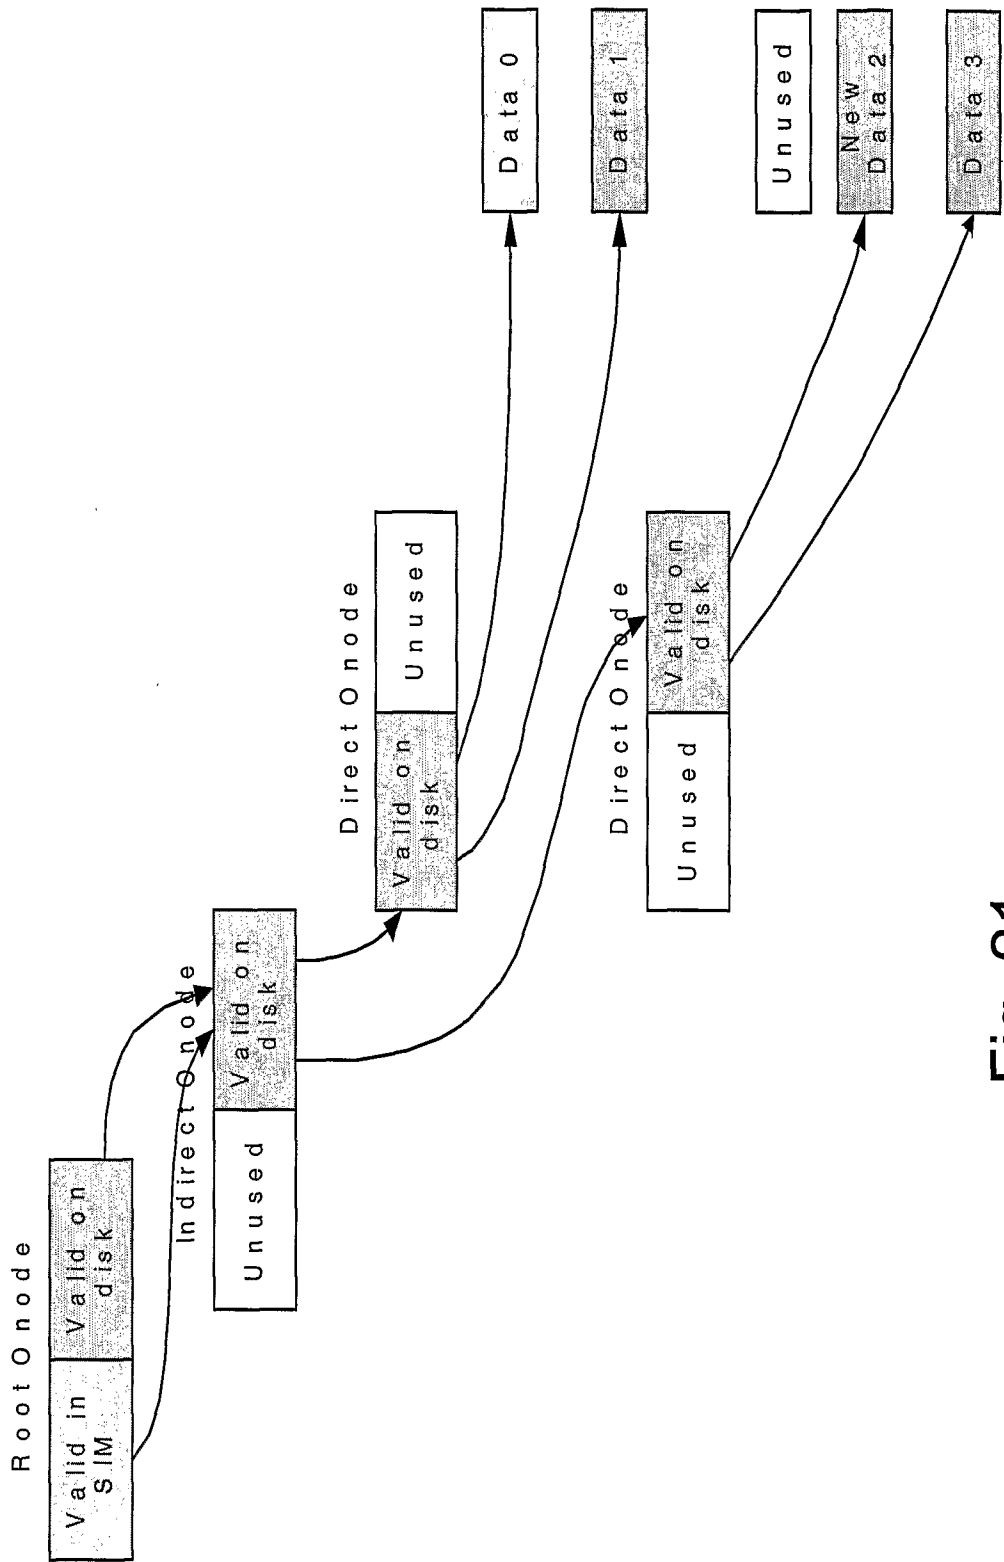 Root Onode
Valid in
SIM
Valid on
disk
Indirect Onode
Unused
Valid on
disk
Direct Onode
Valid on
disk
Unused
Direct Onode
Unused
Valid on
disk
Data 0
Data 1
Unused
New
Data 2
Data 3
Fig.